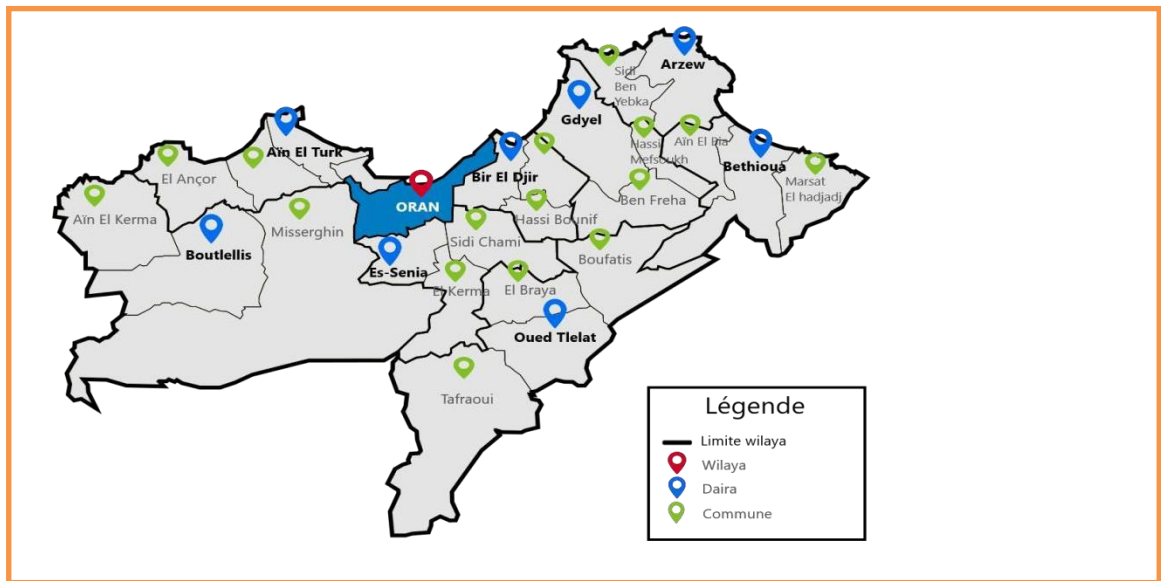 Arzew
Sidi
Ben
Yebka
Gdyel
Aïn El Turk
Hassi
Mefsoukh
Aïn El Bia
Bethioua
El Ançor
Bir El Djir
Marsat
El hadjadj
Aïn El Kerma
ORAN
Ben Freha
Misserghin
Hassi Bounif
Boutlellis
Sidi Chami
Boufatis
Es-Senia
El Kerma
El Braya
Oued Tlelat
Tafraoui
Légende
Limite wilaya
Wilaya
Daira
Commune